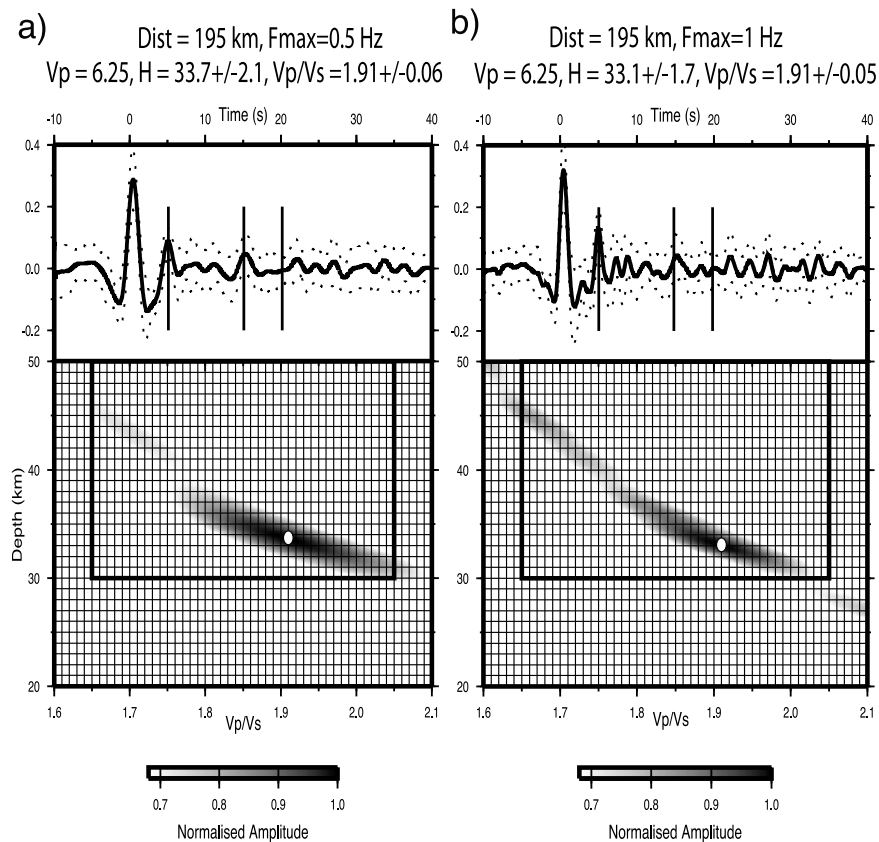 a)
Dist = 195 km, Fmax=0.5 Hz
Vp = 6.25, H = 33.7+/-2.1, Vp/Vs =1.91+/-0.06
Time (s)
-10 0 10 20 30 40
0.4
0.2
0.0
-0.2
50
40
30
20
Depth (km)
1.6 1.7 1.8 1.9 2.0 2.1
Vp/Vs
0.7 0.8 0.9 1.0
Normalised Amplitude
b)
Dist = 195 km, Fmax=1 Hz
Vp = 6.25, H = 33.1+/-1.7, Vp/Vs =1.91+/-0.05
Time (s)
-10 0 10 20 30 40
0.4
0.2
0.0
-0.2
50
40
30
20
1.6 1.7 1.8 1.9 2.0 2.1
Vp/Vs
0.7 0.8 0.9 1.0
Normalised Amplitude